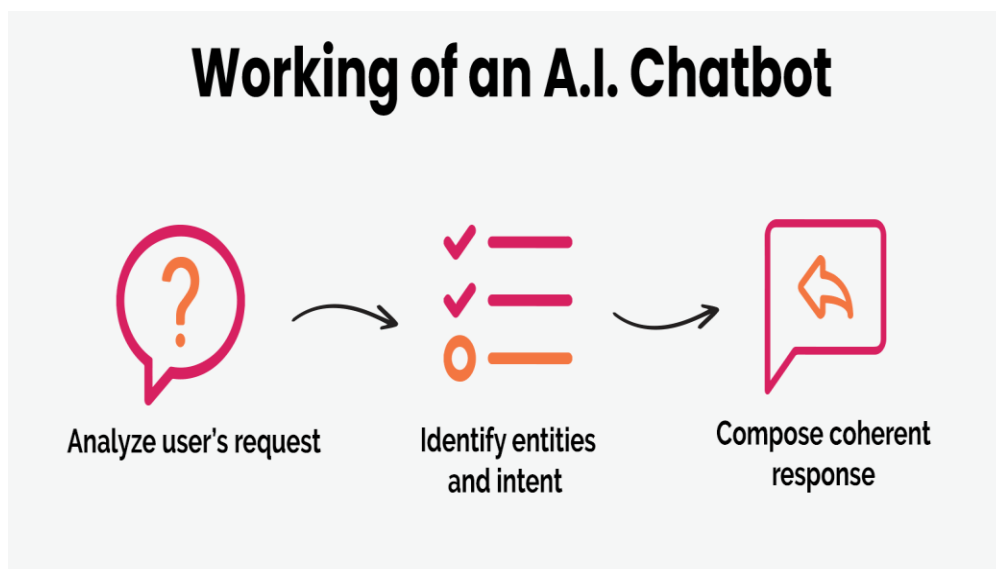 Working of an A.I. Chatbot
Analyze user's request
Identify entities
and intent
Compose coherent
response